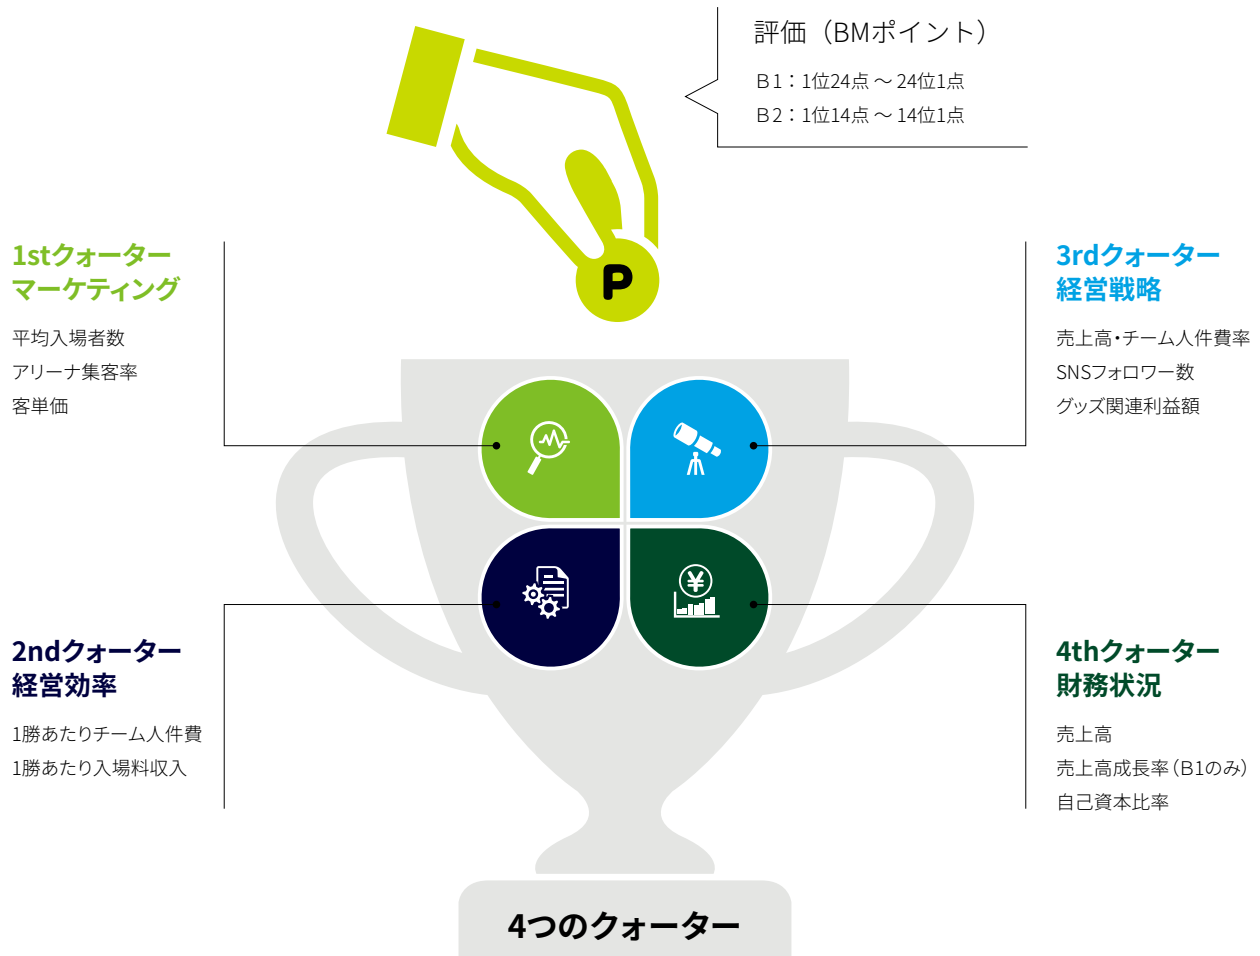 評価（BMポイント）
B1：1位24点 〜 24位1点
B2：1位14点 〜 14位1点
P
1stクォーター
マーケティング
平均入場者数
アリーナ集客率
客単価
3rdクォーター
経営戦略
売上高・チーム人件費率
SNSフォロワー数
グッズ関連利益額
¥
2ndクォーター
経営効率
1勝あたりチーム人件費
1勝あたり入場料収入
4thクォーター
財務状況
売上高
売上高成長率（B1のみ）
自己資本比率
4つのクォーター